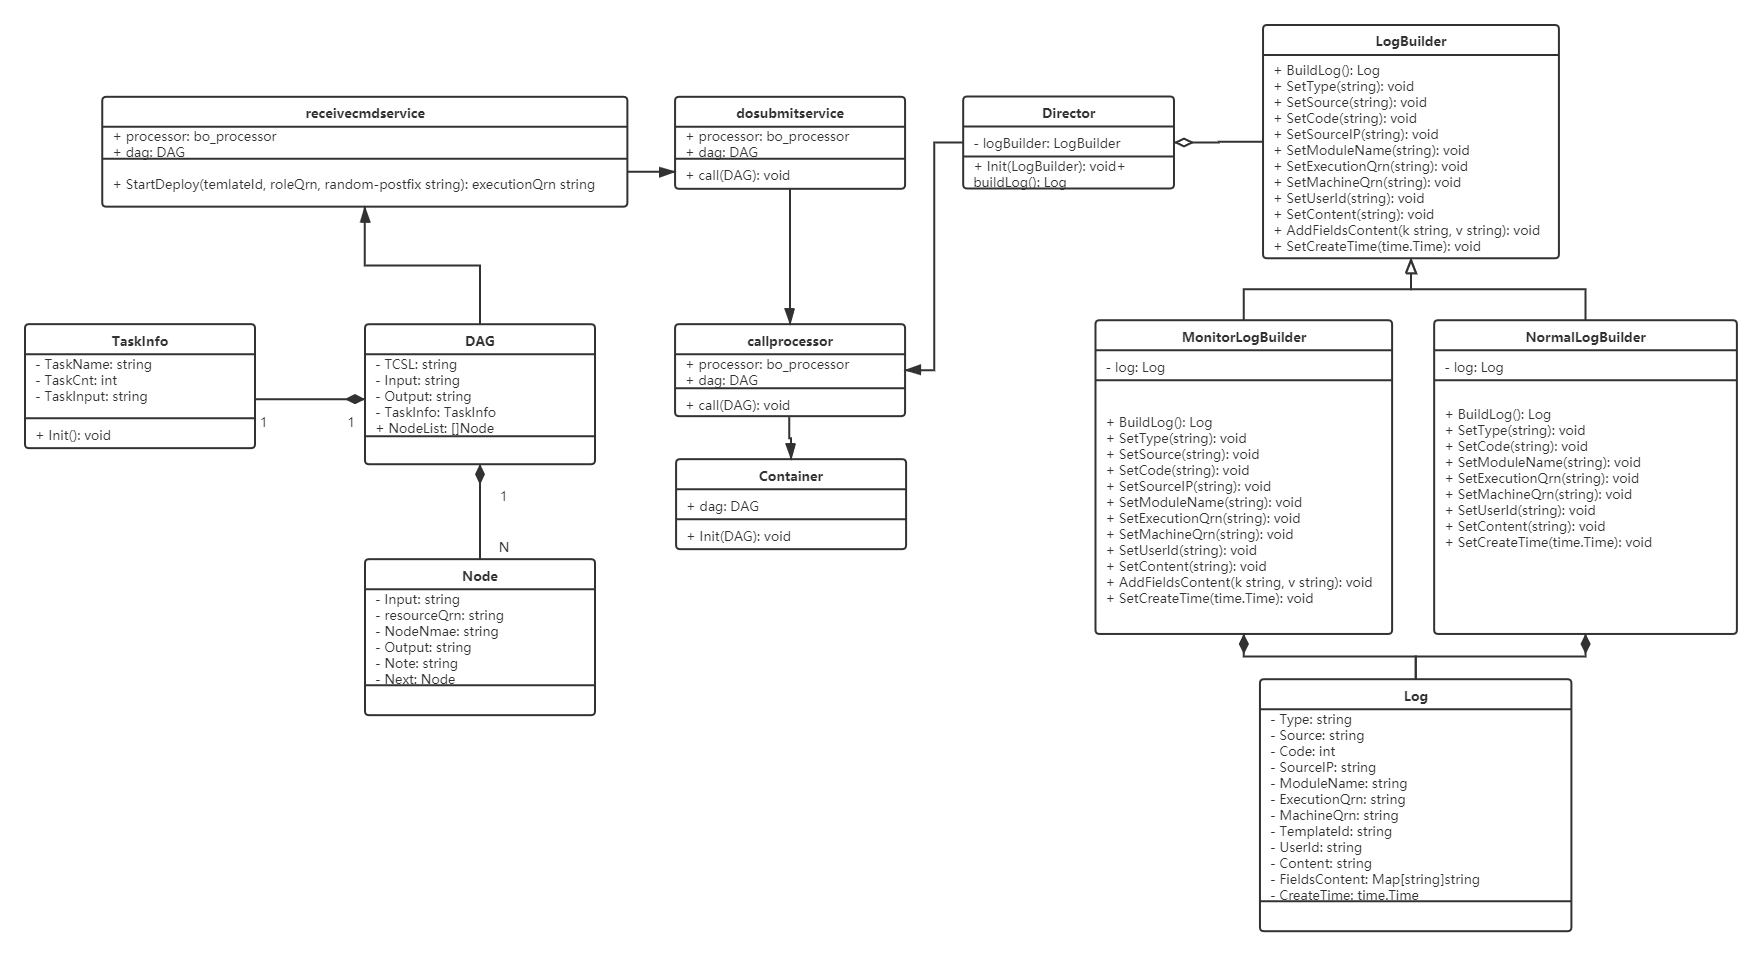 receivecmdservice
+ processor: bo_processor
+ dag: DAG
+ StartDeploy(temlateId, roleQrn, random-postfix string): executionQrn string
dosubmitservice
+ processor: bo_processor
+ dag: DAG
+ call(DAG): void
Director
- logBuilder: LogBuilder
+ Init(LogBuilder): void+
buildLog(): Log
LogBuilder
+ BuildLog(): Log
+ SetType(string): void
+ SetSource(string): void
+ SetCode(string): void
+ SetSourceIP(string): void
+ SetModuleName(string): void
+ SetExecutionQrn(string): void
+ SetMachineQrn(string): void
+ SetUserId(string): void
+ SetContent(string): void
+ AddFieldsContent(k string, v string): void
+ SetCreateTime(time.Time): void
TaskInfo
- TaskName: string
- TaskCnt: int
- TaskInput: string
+ Init(): void
1
1
DAG
- TCSL: string
- Input: string
- Output: string
- TaskInfo: TaskInfo
+ NodeList: []Node
1
N
Node
- Input: string
- resourceQrn: string
- NodeNmae: string
- Output: string
- Note: string
- Next: Node
callprocessor
+ processor: bo_processor
+ dag: DAG
+ call(DAG): void
Container
+ dag: DAG
+ Init(DAG): void
MonitorLogBuilder
- log: Log
+ BuildLog(): Log
+ SetType(string): void
+ SetSource(string): void
+ SetCode(string): void
+ SetSourceIP(string): void
+ SetModuleName(string): void
+ SetExecutionQrn(string): void
+ SetMachineQrn(string): void
+ SetUserId(string): void
+ SetContent(string): void
+ AddFieldsContent(k string, v string): void
+ SetCreateTime(time.Time): void
NormalLogBuilder
- log: Log
+ BuildLog(): Log
+ SetType(string): void
+ SetCode(string): void
+ SetModuleName(string): void
+ SetExecutionQrn(string): void
+ SetMachineQrn(string): void
+ SetUserId(string): void
+ SetContent(string): void
+ SetCreateTime(time.Time): void
Log
- Type: string
- Source: string
- Code: int
- SourceIP: string
- ModuleName: string
- ExecutionQrn: string
- MachineQrn: string
- TemplateId: string
- UserId: string
- Content: string
- FieldsContent: Map[string]string
- CreateTime: time.Time